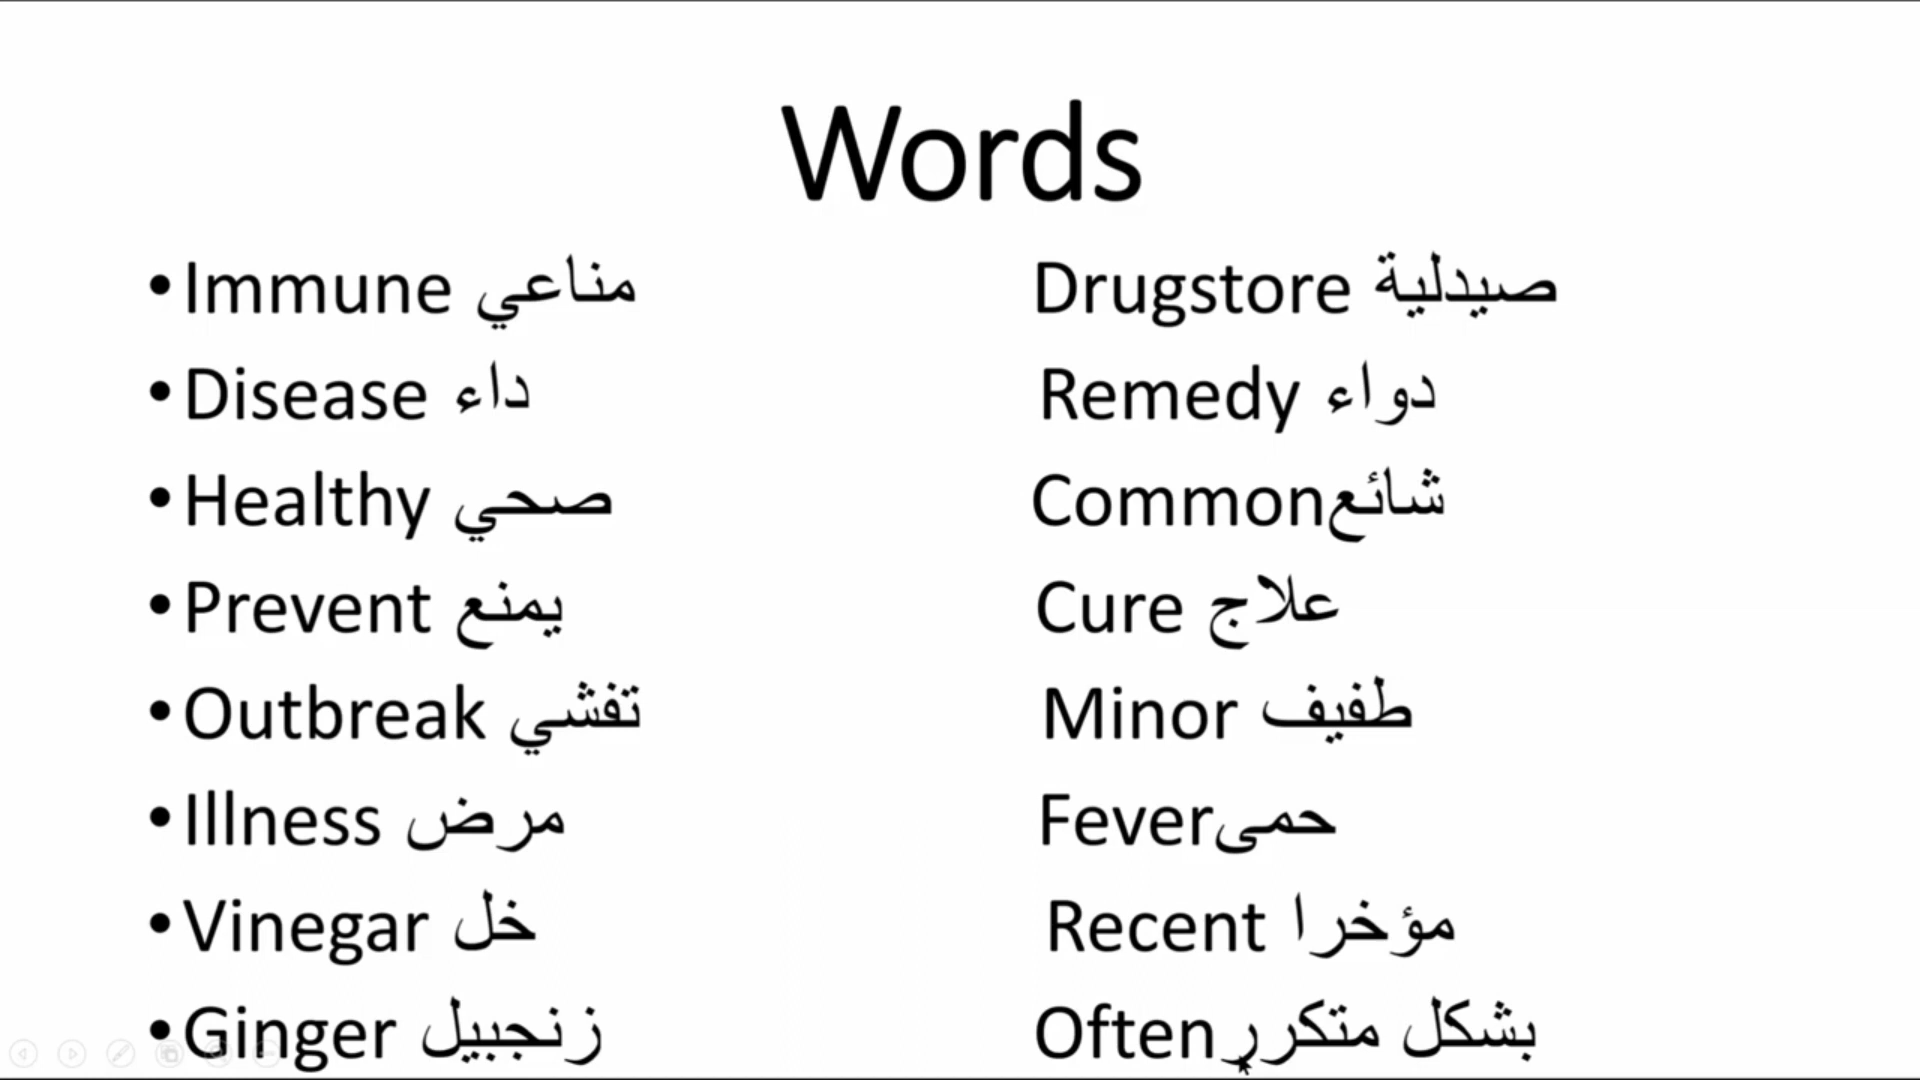 Words
• Immune مناعي
• Disease داء
• Healthy صحي
• Prevent يمنع
• Outbreak تفشي
• Illness مرض
• Vinegar خل
• Ginger زنجبيل
Drugstore صيدلية
Remedy دواء
Commonشائع
Cure علاج
Minor طفيف
Feverحمى
Recent مؤخرا
Oftenبشكل متكرر